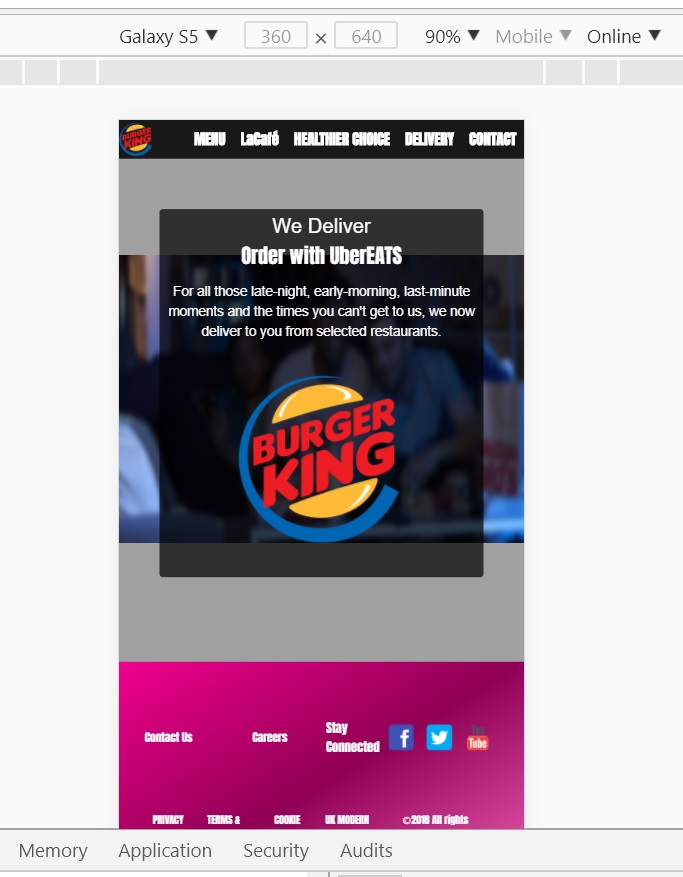 Galaxy S5 ▼ 360 × 640 90% ▼ Mobile ▼ Online ▼
BURGER KING MENU LaCafé HEALTHIER CHOICE DELIVERY CONTACT
We Deliver
Order with UberEATS
For all those late-night, early-morning, last-minute
moments and the times you can't get to us, we now
deliver to you from selected restaurants.
BURGER
KING
Contact Us Careers Stay
Connected f You
Tube
PRIVACY TERMS & COOKIE UK MODERN ©2018 All rights
Memory Application Security Audits